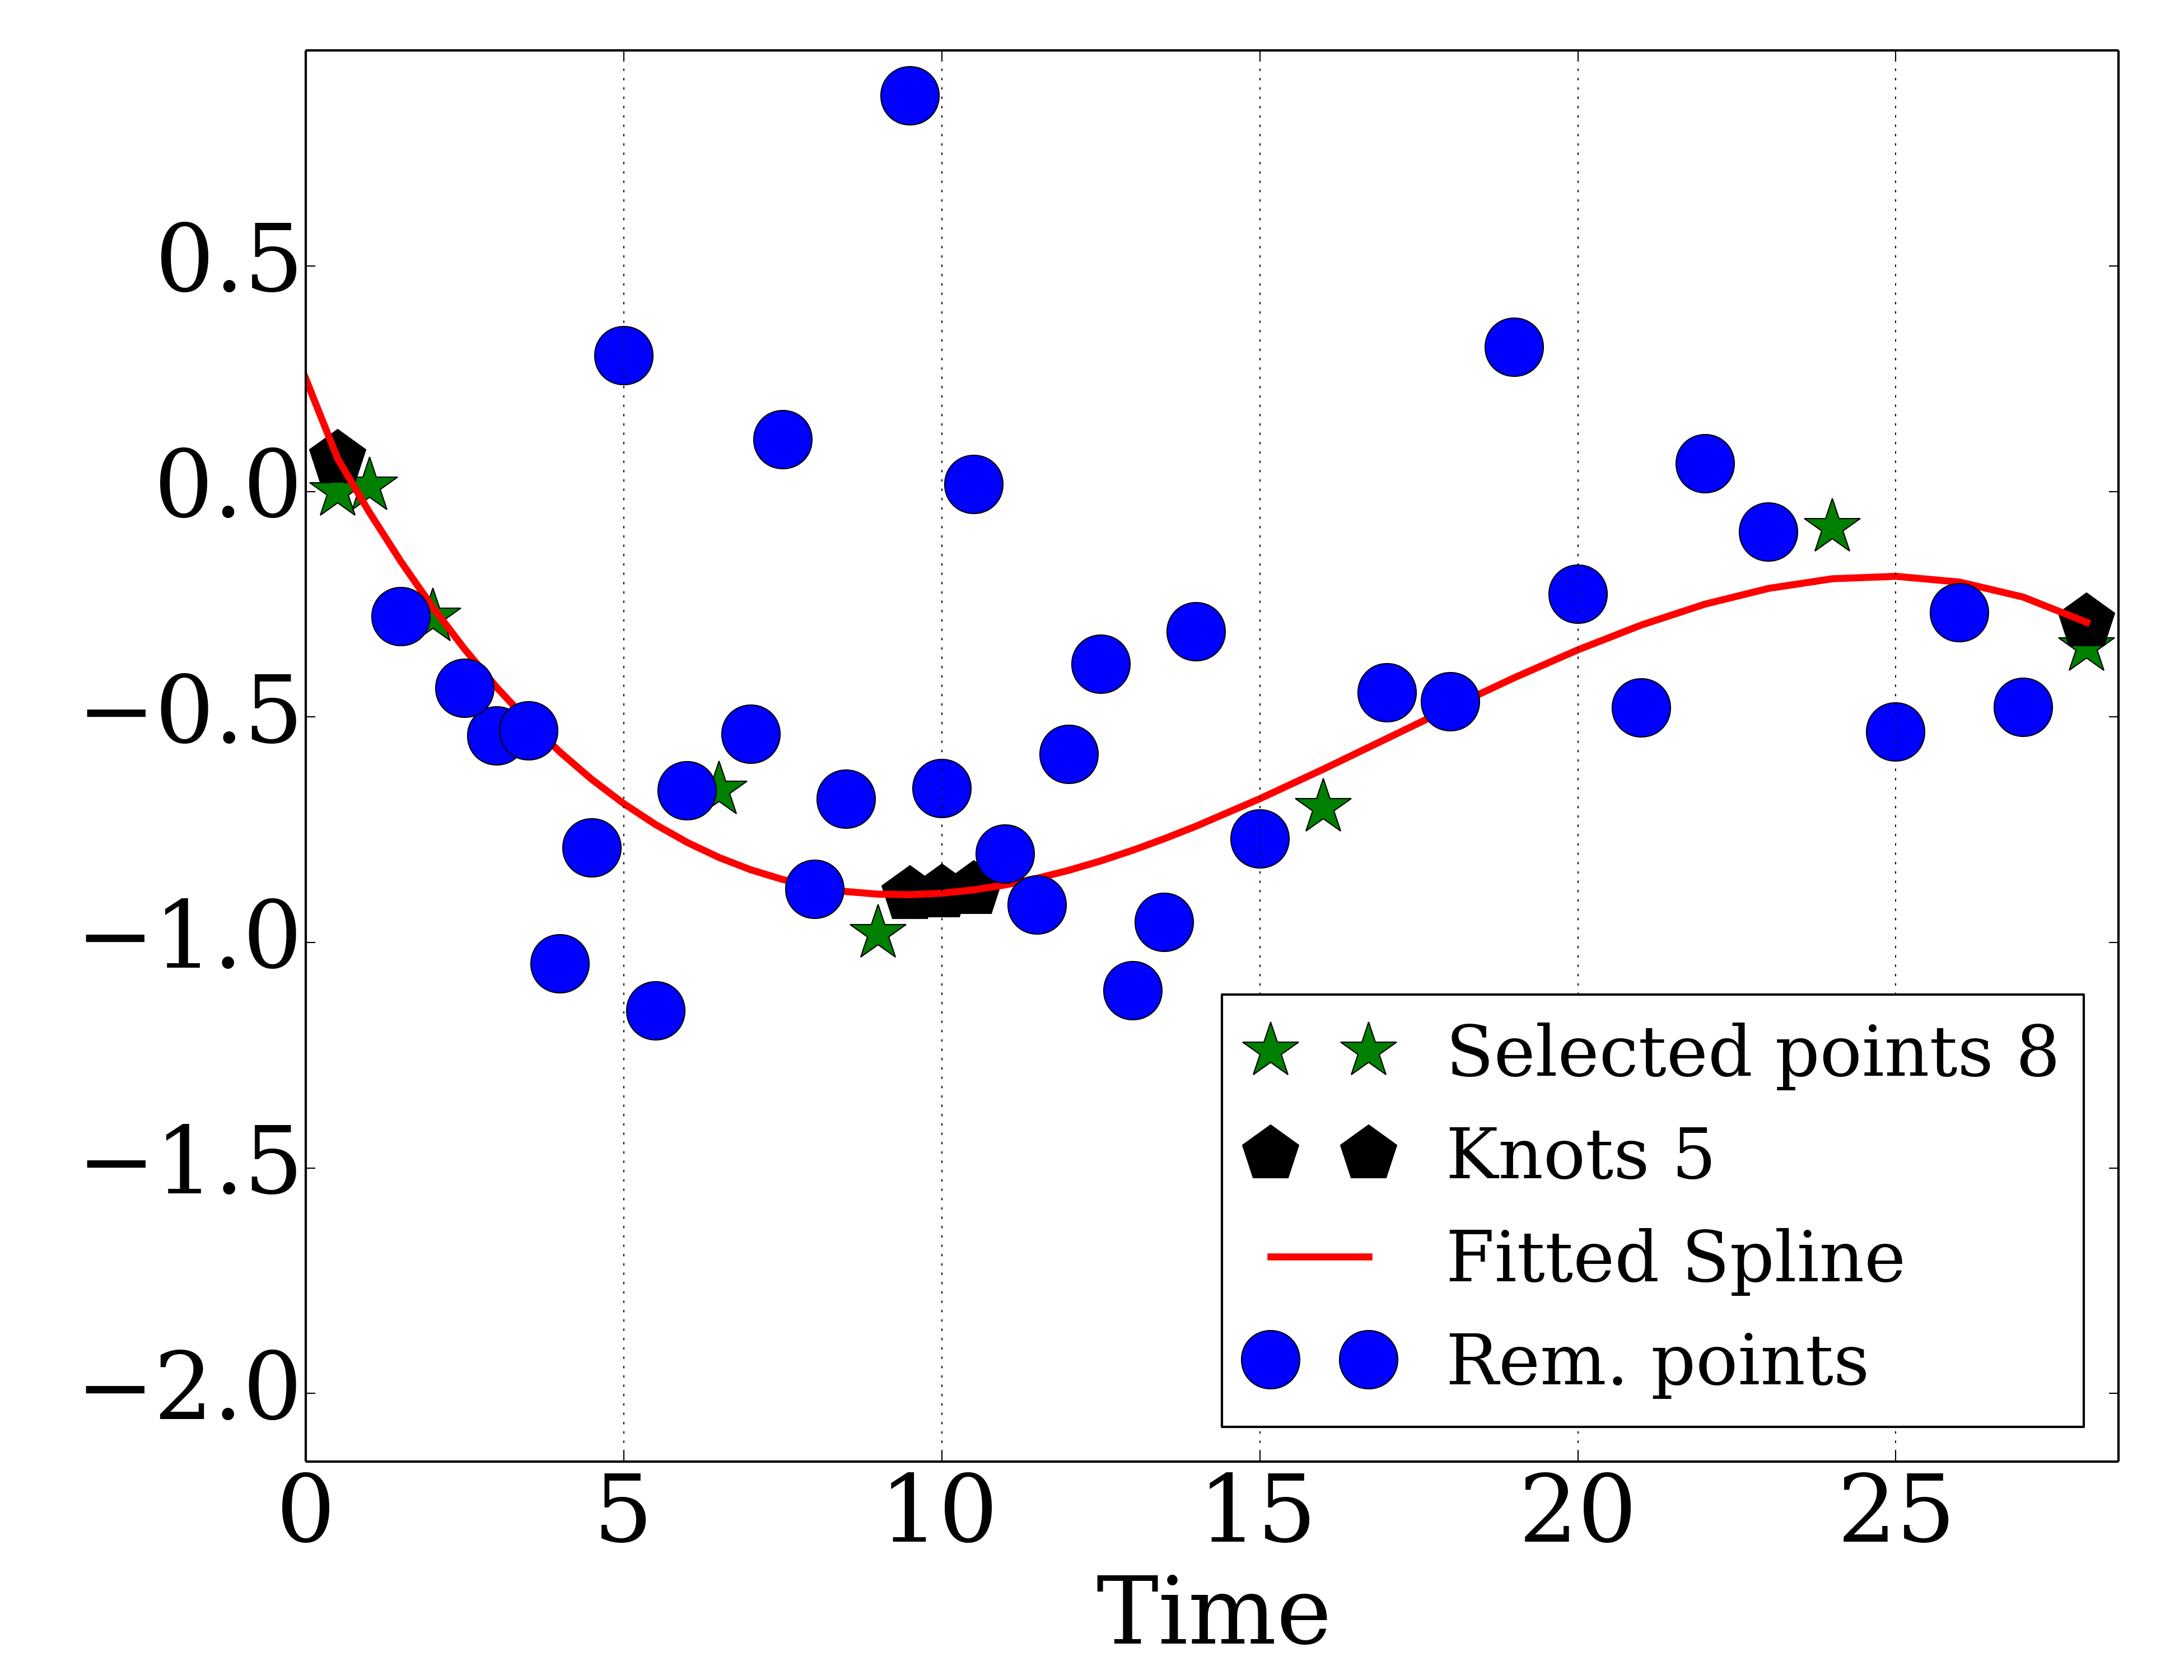 0.5
0.0
−0.5
−1.0
−1.5
−2.0
0 5 10 15 20 25
Time
Selected points 8
Knots 5
Fitted Spline
Rem. points